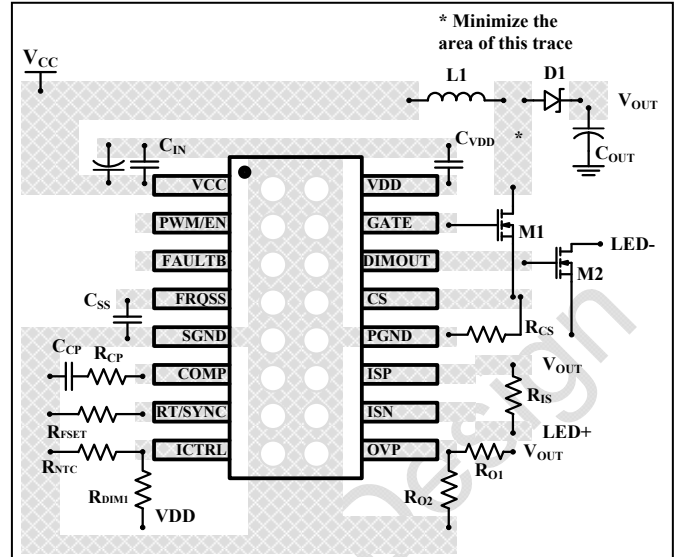 * Minimize the
area of this trace
VCC
L1
D1
VOUT
COUT
*
CIN
CVDD
VCC
VDD
PWM/EN
GATE
M1
LED-
FAULTB
DIMOUT
M2
CSS
FRQSS
CS
SGND
PGND
RCS
CCP
RCP
COMP
ISP
VOUT
RIS
RFSET
RT/SYNC
ISN
LED+
RNTC
ICTRL
OVP
RO1
VOUT
RDIM1
RO2
VDD
Design